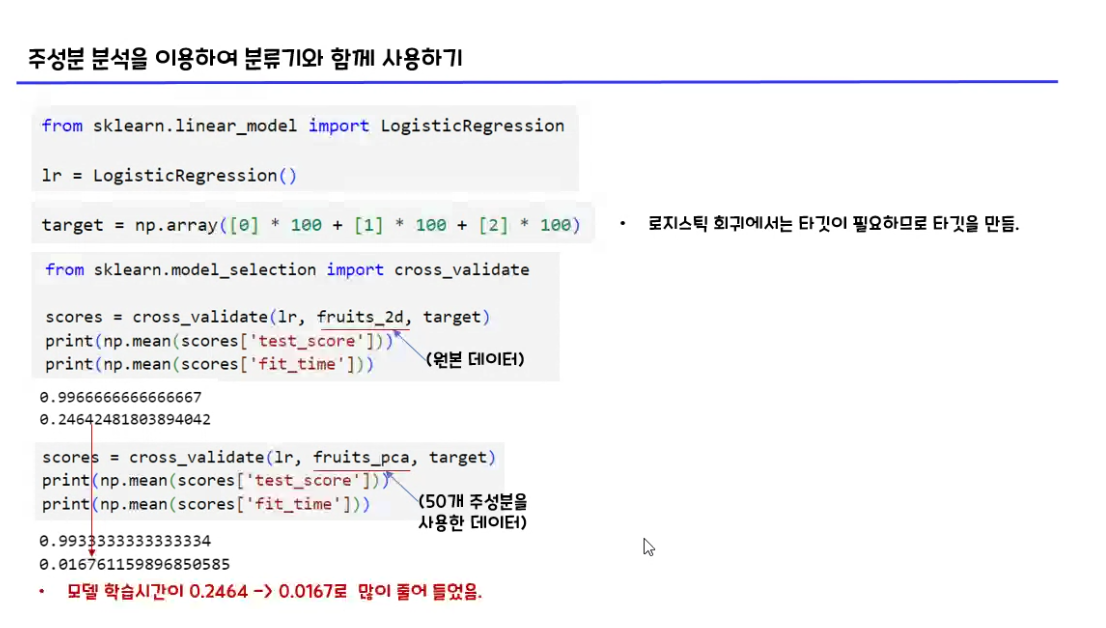 주성분 분석을 이용하여 분류기와 함께 사용하기
from sklearn.linear_model import LogisticRegression
lr = LogisticRegression()
target = np.array([0] * 100 + [1] * 100 + [2] * 100)
• 로지스틱 회귀에서는 타깃이 필요하므로 타깃을 만듬.
from sklearn.model_selection import cross_validate
scores = cross_validate(lr, fruits_2d, target)
print(np.mean(scores['test_score']))
print(np.mean(scores['fit_time']))
(원본 데이터)
0.9966666666666667
0.24642481803894042
scores = cross_validate(lr, fruits_pca, target)
print(np.mean(scores['test_score']))
print(np.mean(scores['fit_time']))
(50개 주성분을
사용한 데이터)
0.9933333333333334
0.016761159896850585
• 모델 학습시간이 0.2464 -> 0.0167로 많이 줄어 들었음.